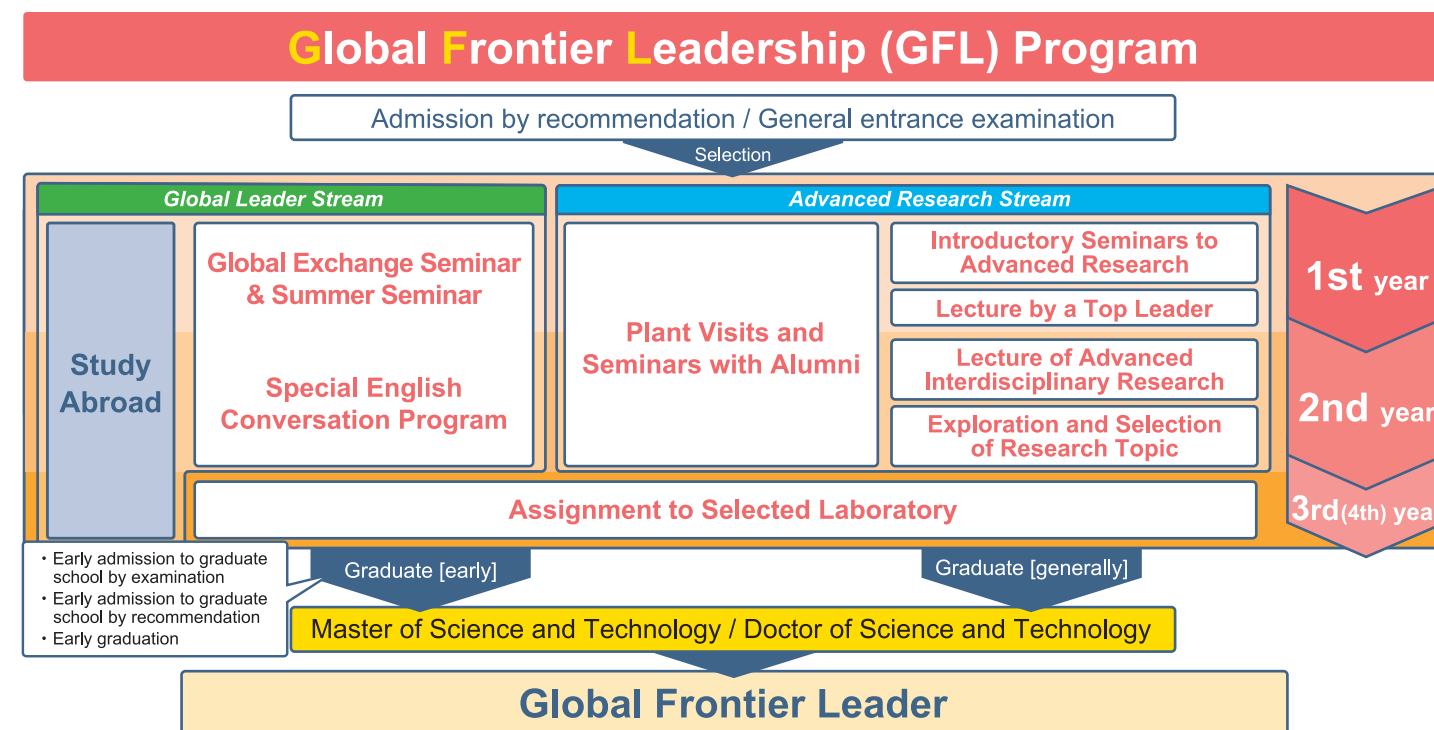 Global Frontier Leadership (GFL) Program
Admission by recommendation / General entrance examination
Selection
Global Leader Stream
Study
Abroad
Global Exchange Seminar
& Summer Seminar
Special English
Conversation Program
Advanced Research Stream
Plant Visits and
Seminars with Alumni
Introductory Seminars to
Advanced Research
Lecture by a Top Leader
Lecture of Advanced
Interdisciplinary Research
Exploration and Selection
of Research Topic
1st year
2nd year
3rd(4th) yea
Assignment to Selected Laboratory
・Early admission to graduate
school by examination
・Early admission to graduate
school by recommendation
・Early graduation
Graduate [early]
Graduate [generally]
Master of Science and Technology / Doctor of Science and Technology
Global Frontier Leader